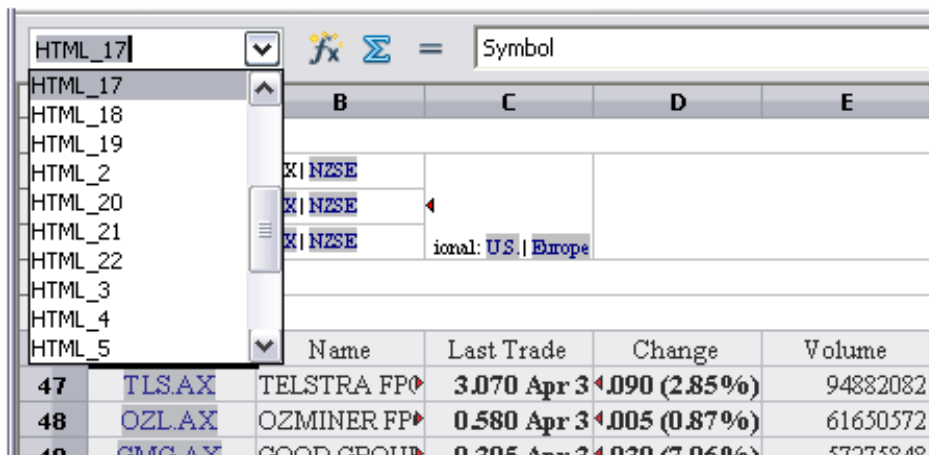 HTML_17 fx Σ = Symbol
HTML_17
B C D E
HTML_18
HTML_19
HTML_2
X| NZSE
HTML_20
X| NZSE
HTML_21
X| NZSE
ional: U.S. | Europe
HTML_22
HTML_3
HTML_4
HTML_5
Name Last Trade Change Volume
47 TLS.AX TELSTRA FPO 3.070 Apr 3 .090 (2.85%) 94882082
48 OZL.AX OZMINER FP 0.580 Apr 3 .005 (0.87%) 61650572